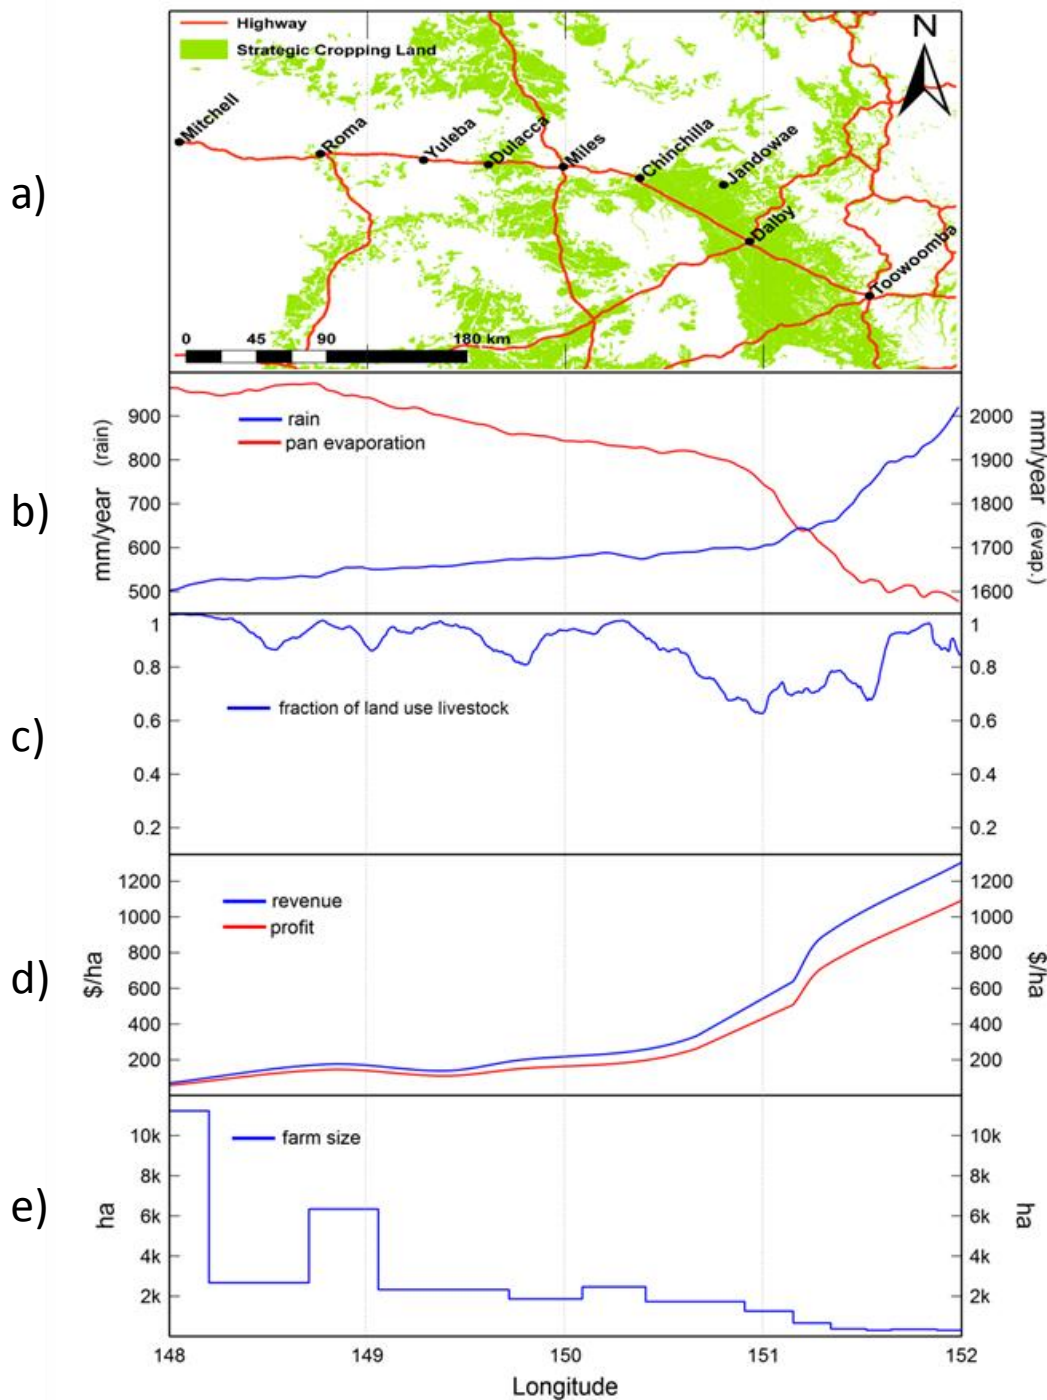 a)
Highway
Strategic Cropping Land
N
Mitchell
Roma
Yuleba
Dulacca
Miles
Chinchilla
Jandowae
Dalby
Toowoomba
0 45 90 180 km
b)
mm/year (rain)
900
800
700
600
500
rain
pan evaporation
2000
1900
1800
1700
1600
mm/year (evap.)
c)
1
0.8
0.6
0.4
0.2
fraction of land use livestock
1
0.8
0.6
0.4
0.2
d)
$/ha
1200
1000
800
600
400
200
revenue
profit
1200
1000
800
600
400
200
$/ha
e)
ha
10k
8k
6k
4k
2k
farm size
10k
8k
6k
4k
2k
ha
148 149 150 151 152
Longitude